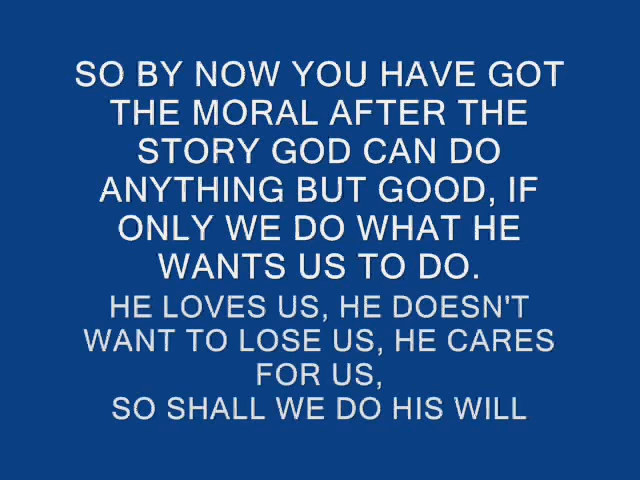 SO BY NOW YOU HAVE GOT
THE MORAL AFTER THE
STORY GOD CAN DO
ANYTHING BUT GOOD, IF
ONLY WE DO WHAT HE
WANTS US TO DO.
HE LOVES US, HE DOESN'T
WANT TO LOSE US, HE CARES
FOR US,
SO SHALL WE DO HIS WILL